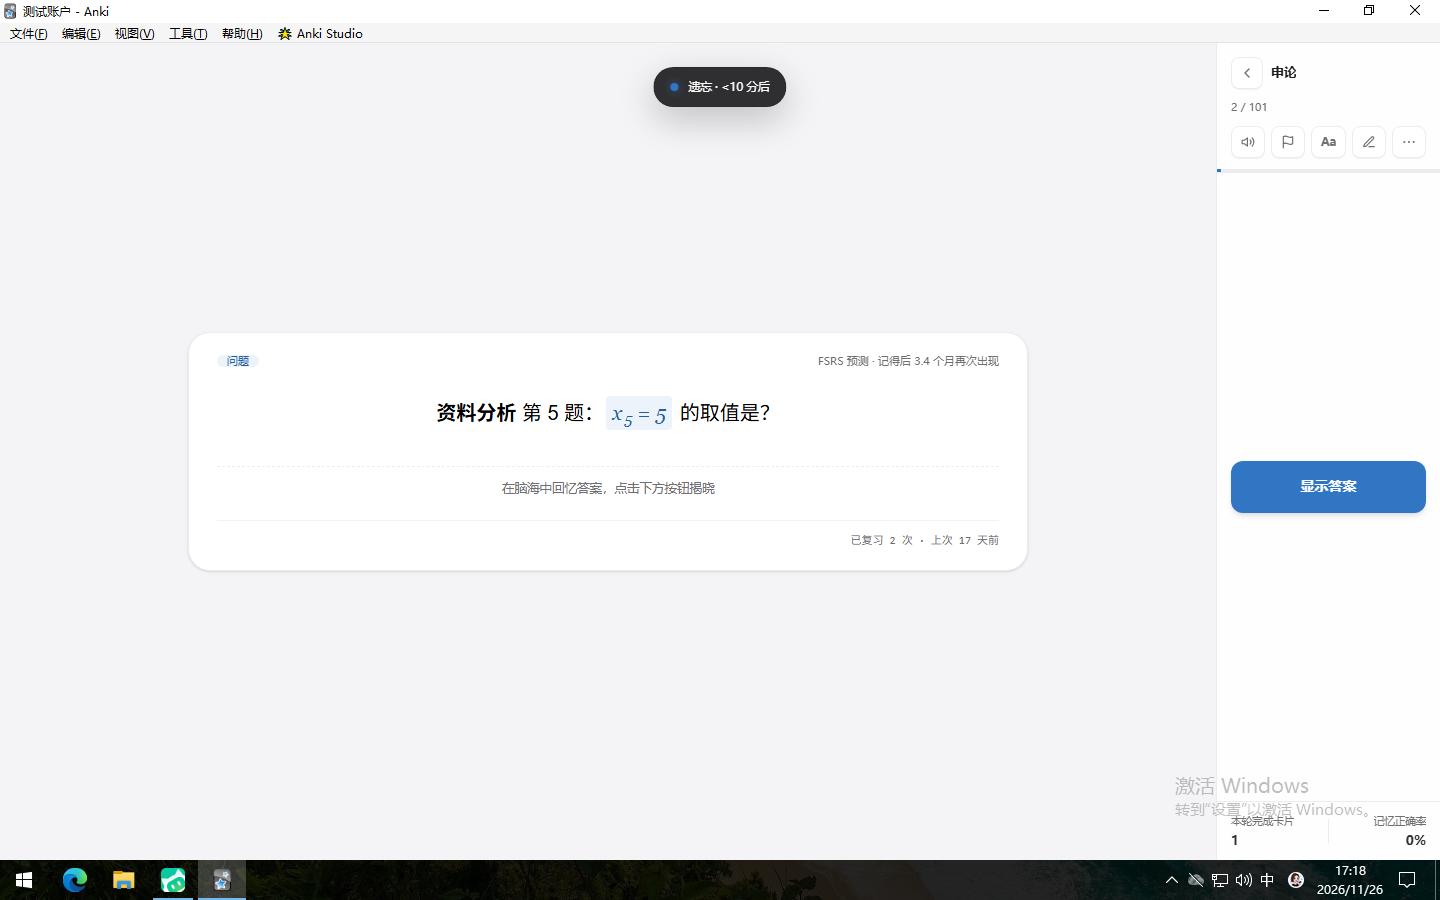 测试账户 - Anki
文件(F) 编辑(E) 视图(V) 工具(T) 帮助(H) Anki Studio
遗忘 · <10 分后
申论
2 / 101
Aa
问题
FSRS 预测 · 记得后 3.4 个月再次出现
资料分析 第 5 题： x5 = 5 的取值是？
在脑海中回忆答案，点击下方按钮揭晓
已复习 2 次 · 上次 17 天前
显示答案
激活 Windows
转到“设置”以激活 Windows。
本轮完成卡片 记忆正确率
1 0%
中
17:18
2026/11/26